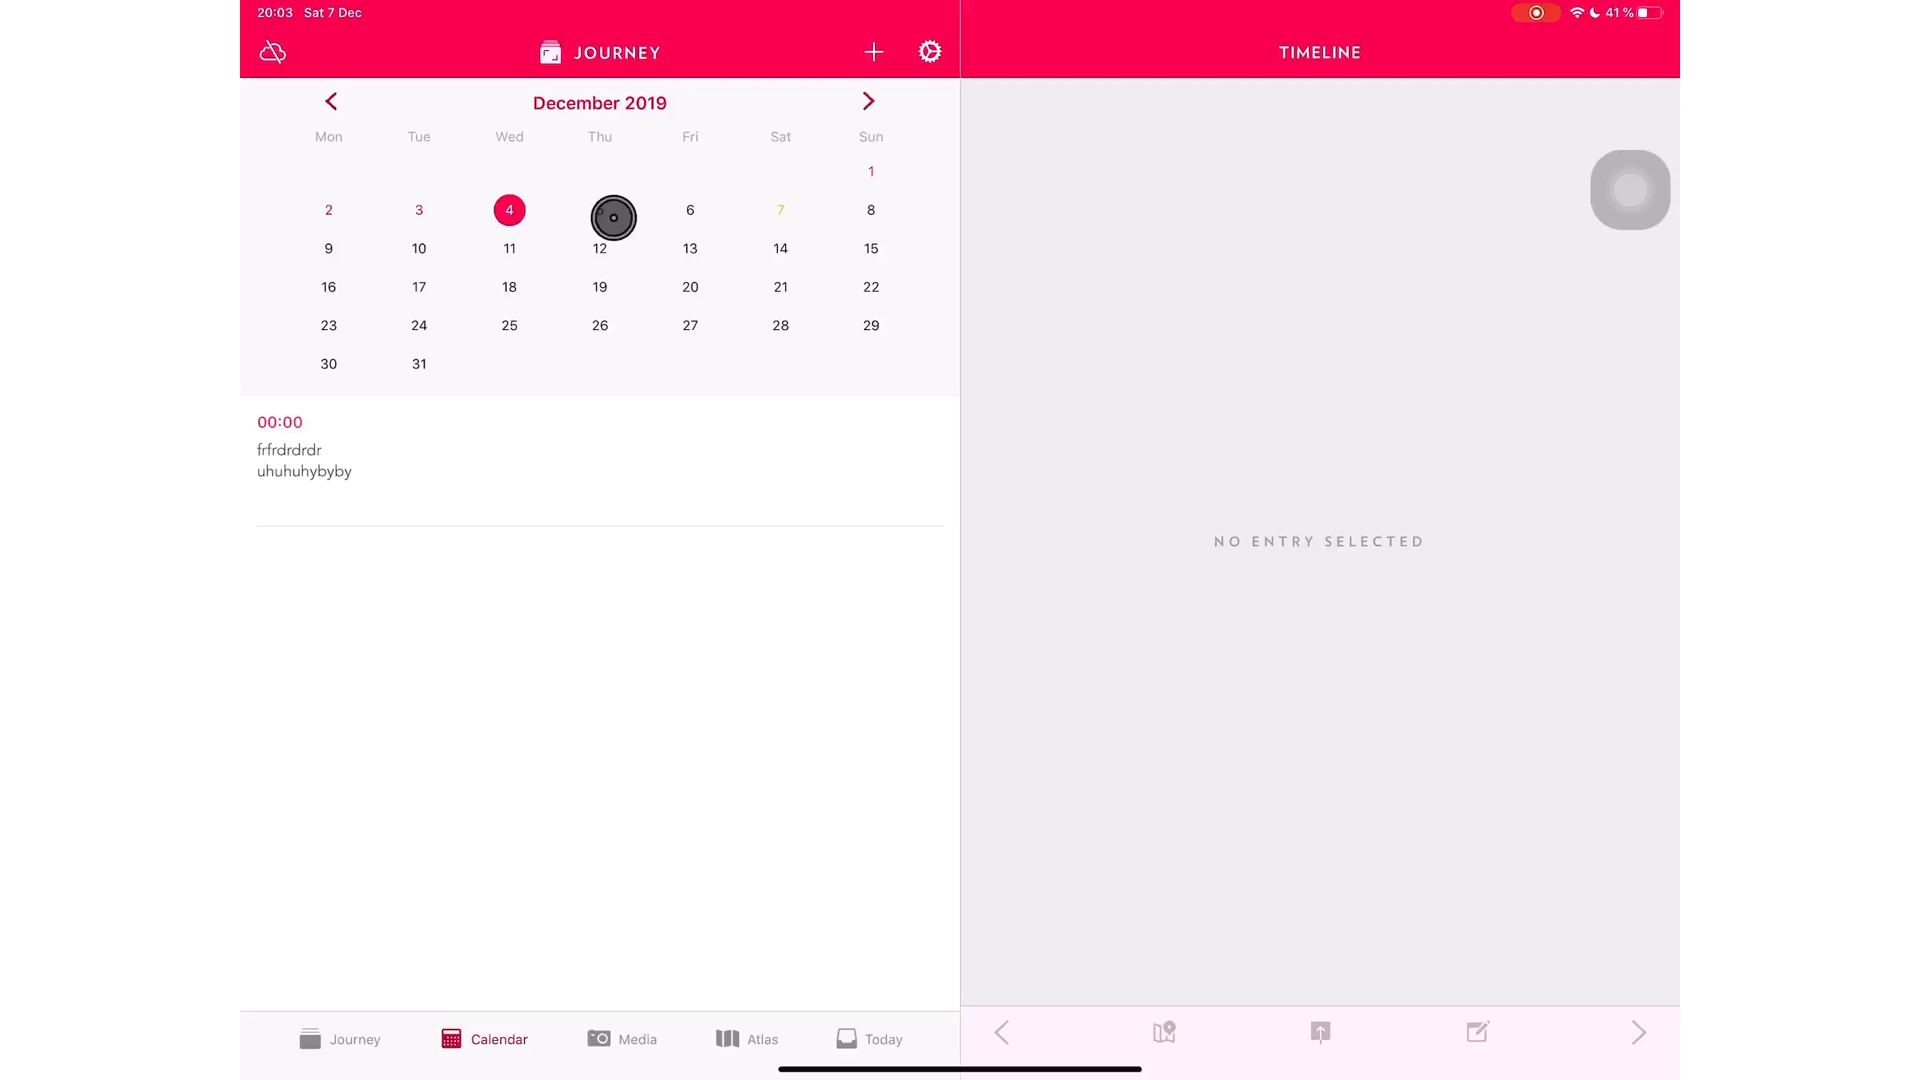 20:03 Sat 7 Dec
41 %
JOURNEY
TIMELINE
December 2019
Mon Tue Wed Thu Fri Sat Sun
1
2 3 4 6 7 8
9 10 11 12 13 14 15
16 17 18 19 20 21 22
23 24 25 26 27 28 29
30 31
00:00
frfrdrdrdr
uhuhuhybyby
NO ENTRY SELECTED
Journey Calendar Media Atlas Today